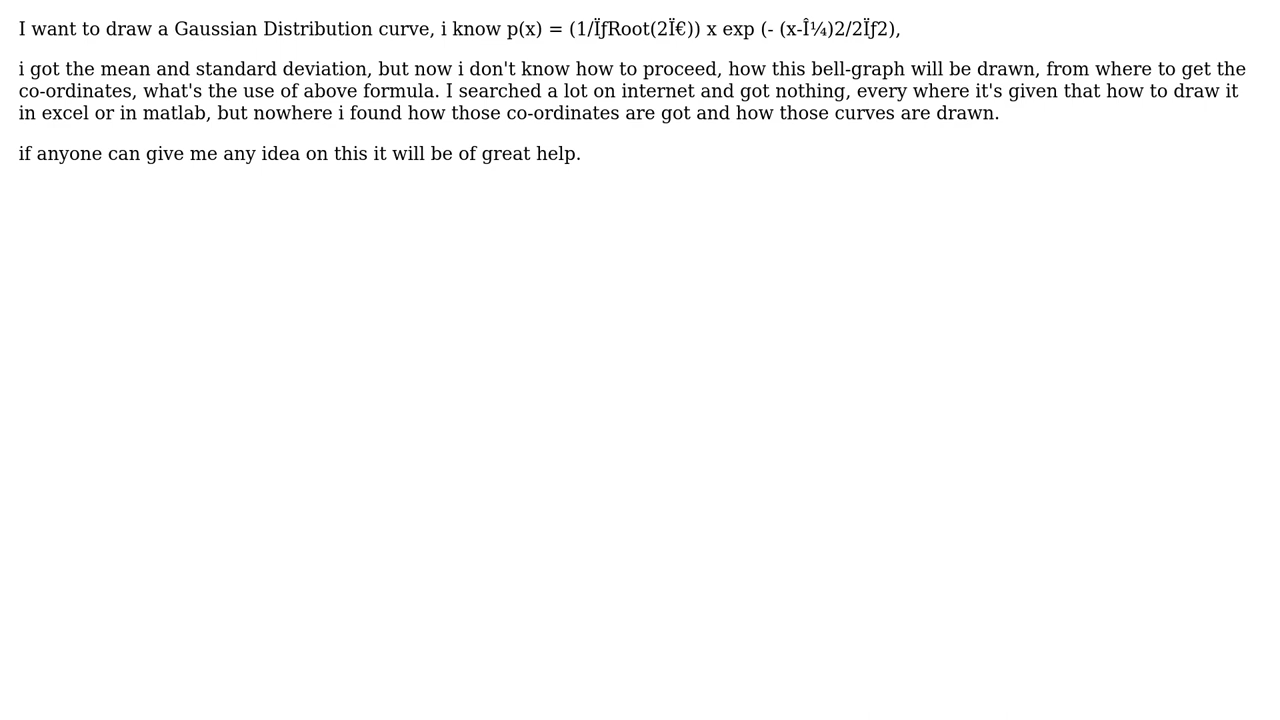 I want to draw a Gaussian Distribution curve, i know p(x) = (1/ÏƒRoot(2Ï€)) x exp (- (x-Î¼)2/2Ïƒ2),
i got the mean and standard deviation, but now i don't know how to proceed, how this bell-graph will be drawn, from where to get the
co-ordinates, what's the use of above formula. I searched a lot on internet and got nothing, every where it's given that how to draw it
in excel or in matlab, but nowhere i found how those co-ordinates are got and how those curves are drawn.
if anyone can give me any idea on this it will be of great help.